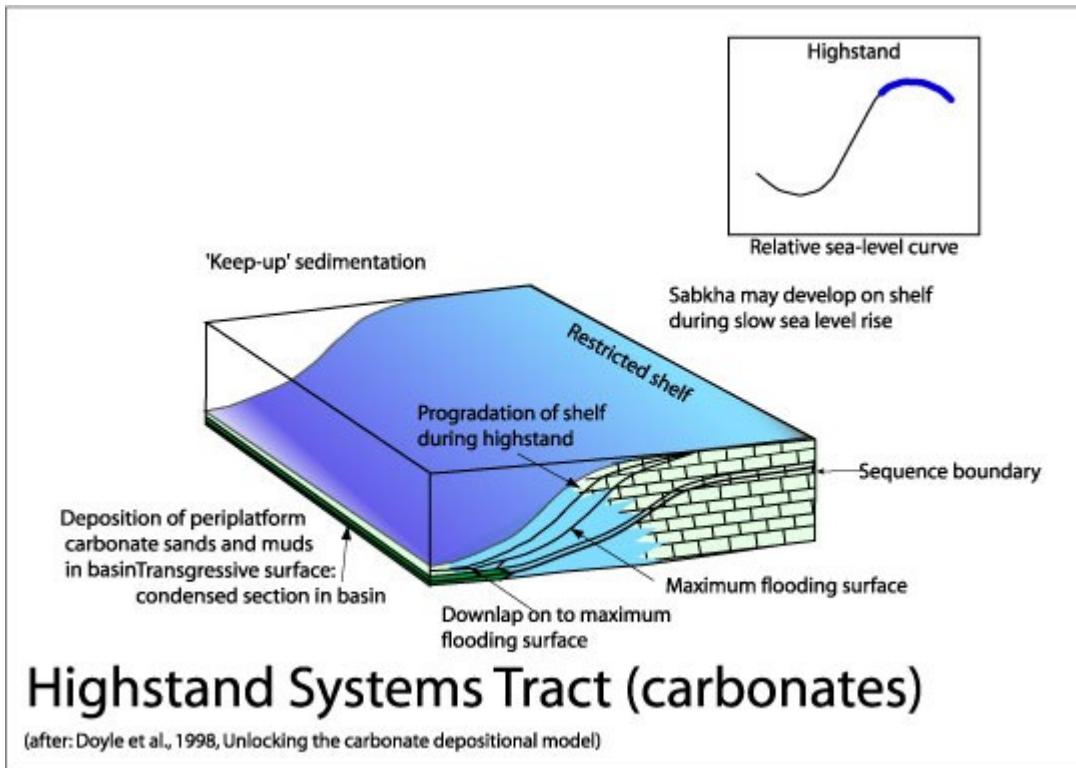 Highstand
Relative sea-level curve
'Keep-up' sedimentation
Sabkha may develop on shelf
during slow sea level rise
Restricted shelf
Progradation of shelf
during highstand
Sequence boundary
Deposition of periplatform
carbonate sands and muds
in basinTransgressive surface:
condensed section in basin
Maximum flooding surface
Downlap on to maximum
flooding surface
Highstand Systems Tract (carbonates)
(after: Doyle et al., 1998, Unlocking the carbonate depositional model)